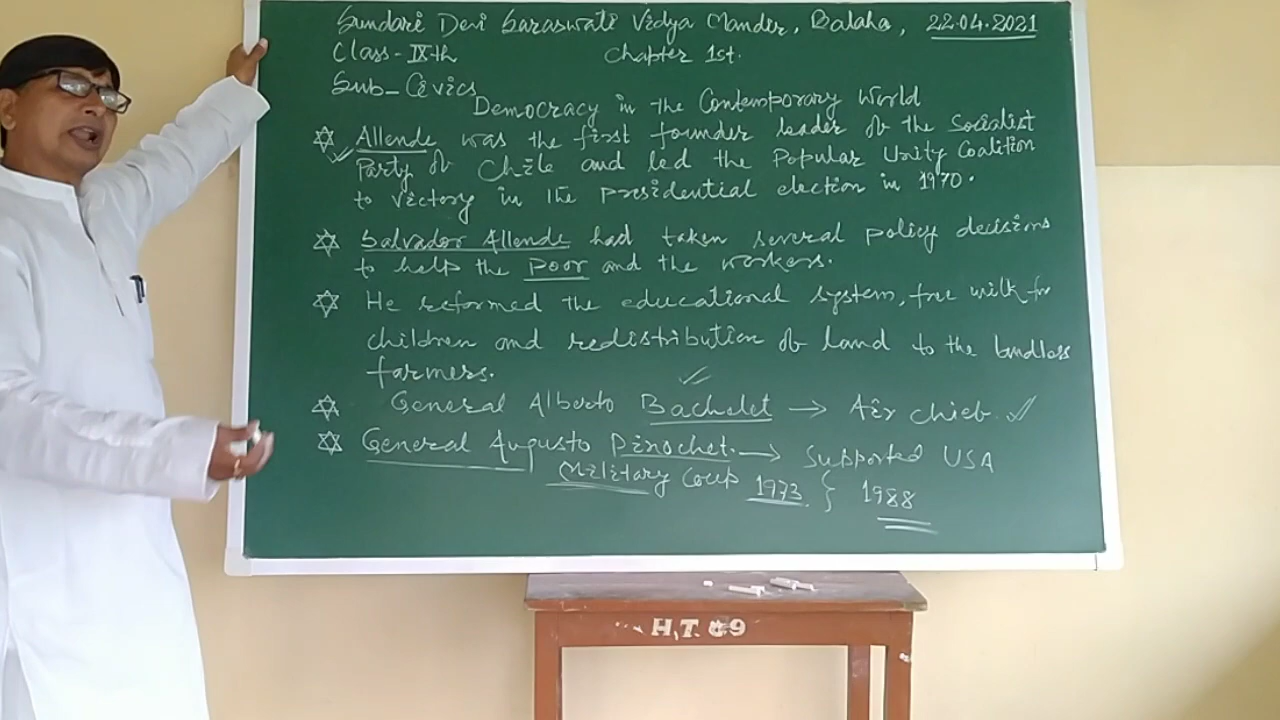 Sundari Devi Saraswati Vidya Mander, Balaha, 22.04.2021
Class-IXth Chapter 1st.
Sub-Civics
Democracy in the Contemporary World
Allende was the first founder leader of the Socialist
Party of Chile and led the Popular Unity Coalition
to victory in the presidential election in 1970.
Salvador Allende had taken several policy decisions
to help the poor and the workers.
He reformed the educational system, free milk for
children and redistribution of land to the landless
farmers.
General Alberto Bachelet → Air chief
General Augusto Pinochet. → Supported USA
Military Coup 1973. } 1988
H.T. 69